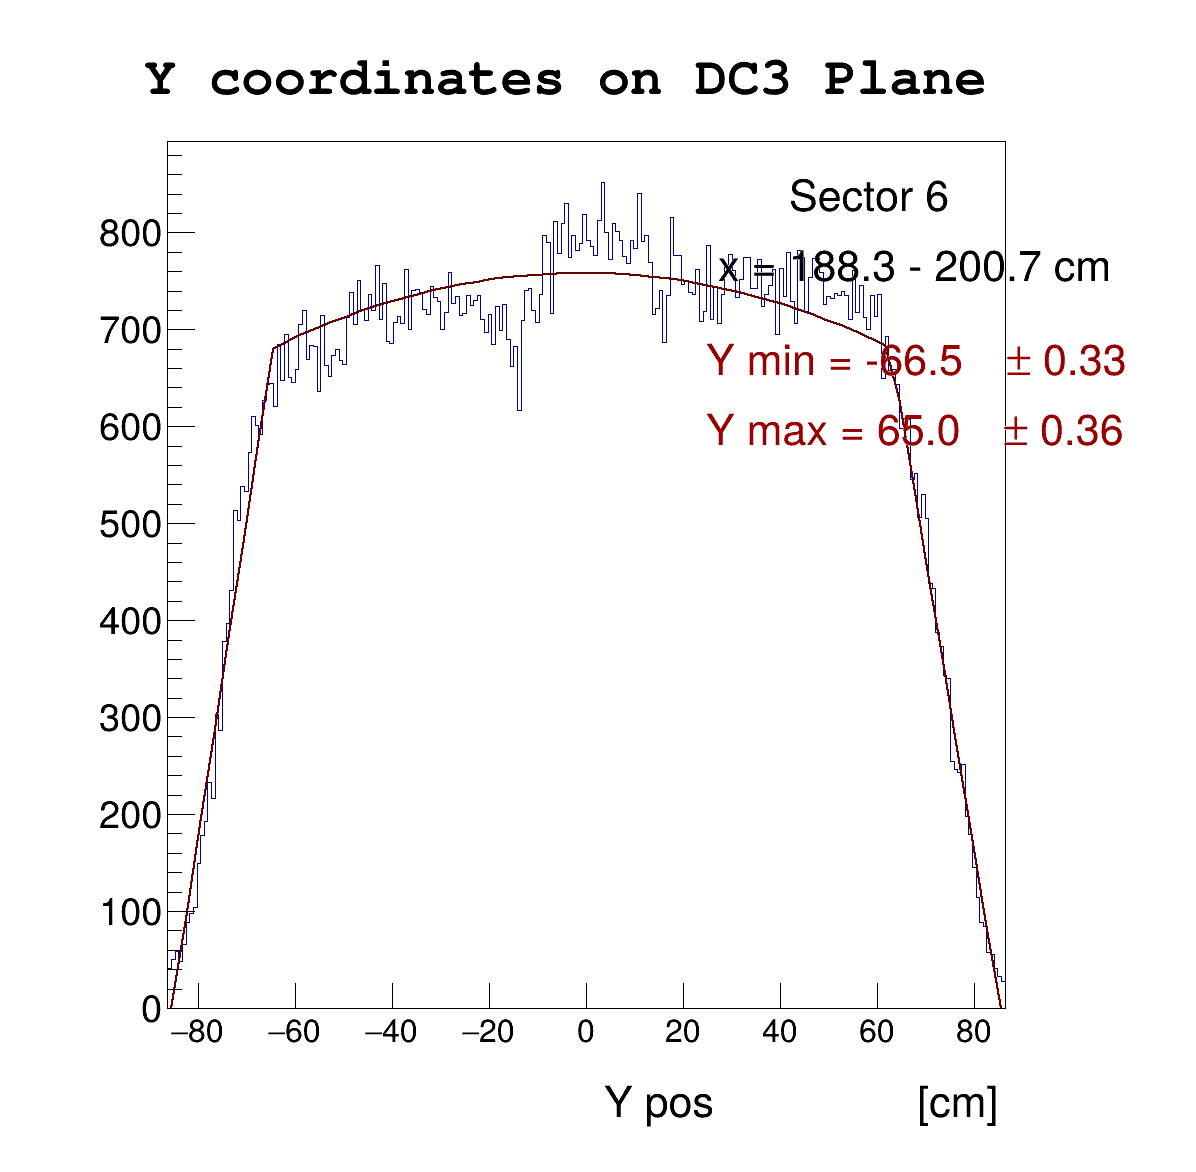 Y coordinates on DC3 Plane
Sector 6
x = 188.3 - 200.7 cm
Y min = -66.5 ± 0.33
Y max = 65.0 ± 0.36
800
700
600
500
400
300
200
100
0
−80 −60 −40 −20 0 20 40 60 80
Y pos [cm]